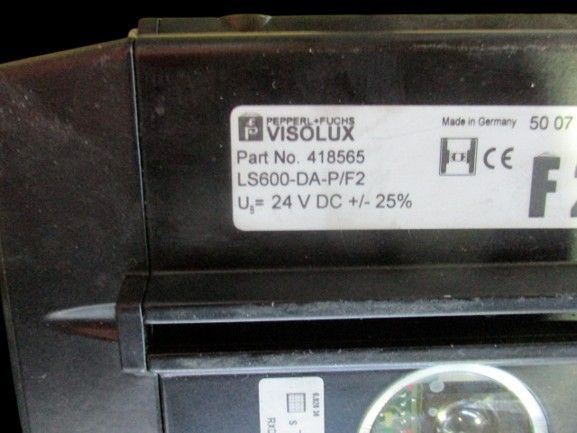 PEPPERL+FUCHS
VISOLUX
Made in Germany 50 07
Part No. 418565
CE
LS600-DA-P/F2
F2
UB= 24 V DC +/- 25%
S